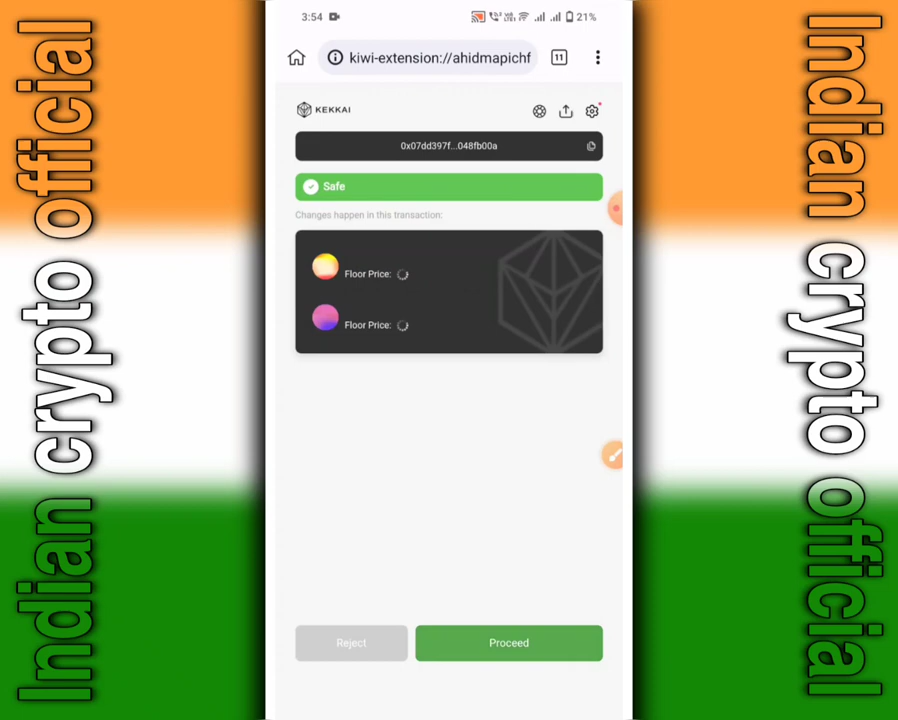 Indian crypto official
3:54
21%
kiwi-extension://ahidmapichf
11
KEKKAI
0x07dd397f...048fb00a
Safe
Changes happen in this transaction:
Floor Price:
Floor Price:
Reject
Proceed
Indian crypto official